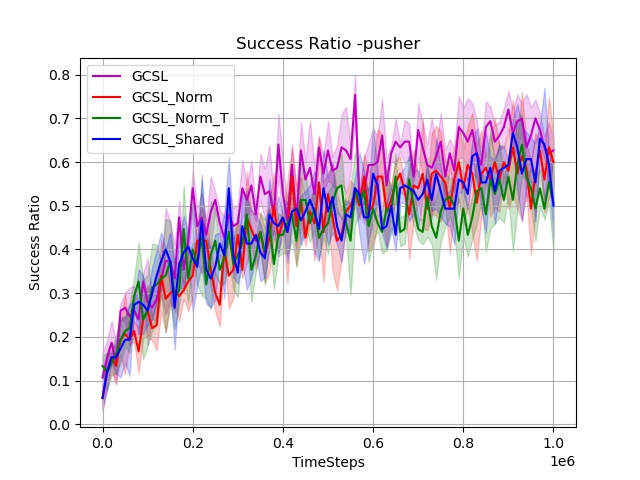 Success Ratio -pusher
GCSL
GCSL_Norm
GCSL_Norm_T
GCSL_Shared
Success Ratio
0.8
0.7
0.6
0.5
0.4
0.3
0.2
0.1
0.0
0.0 0.2 0.4 0.6 0.8 1.0
TimeSteps
1e6